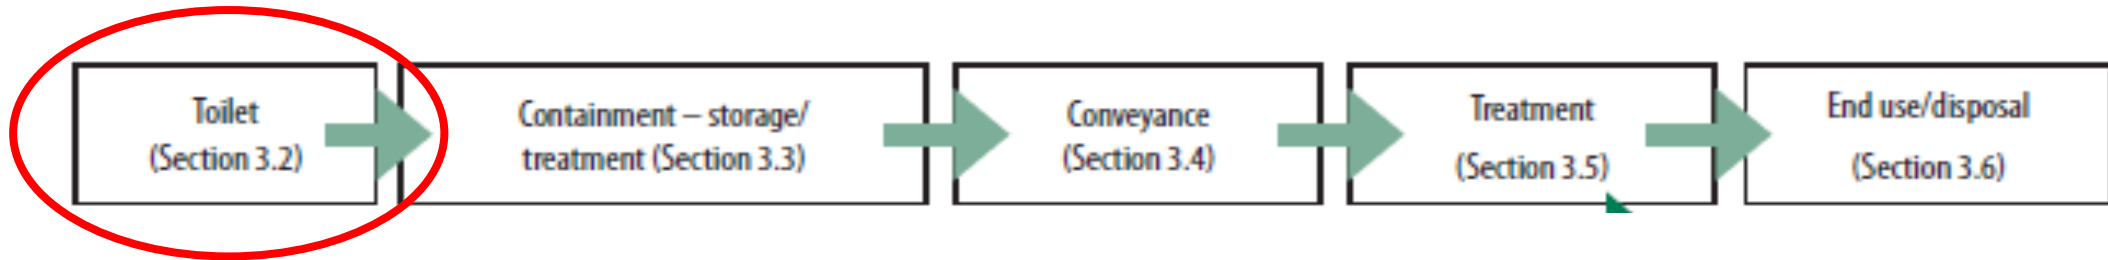 Toilet
(Section 3.2)
Containment – storage/
treatment (Section 3.3)
Conveyance
(Section 3.4)
Treatment
(Section 3.5)
End use/disposal
(Section 3.6)